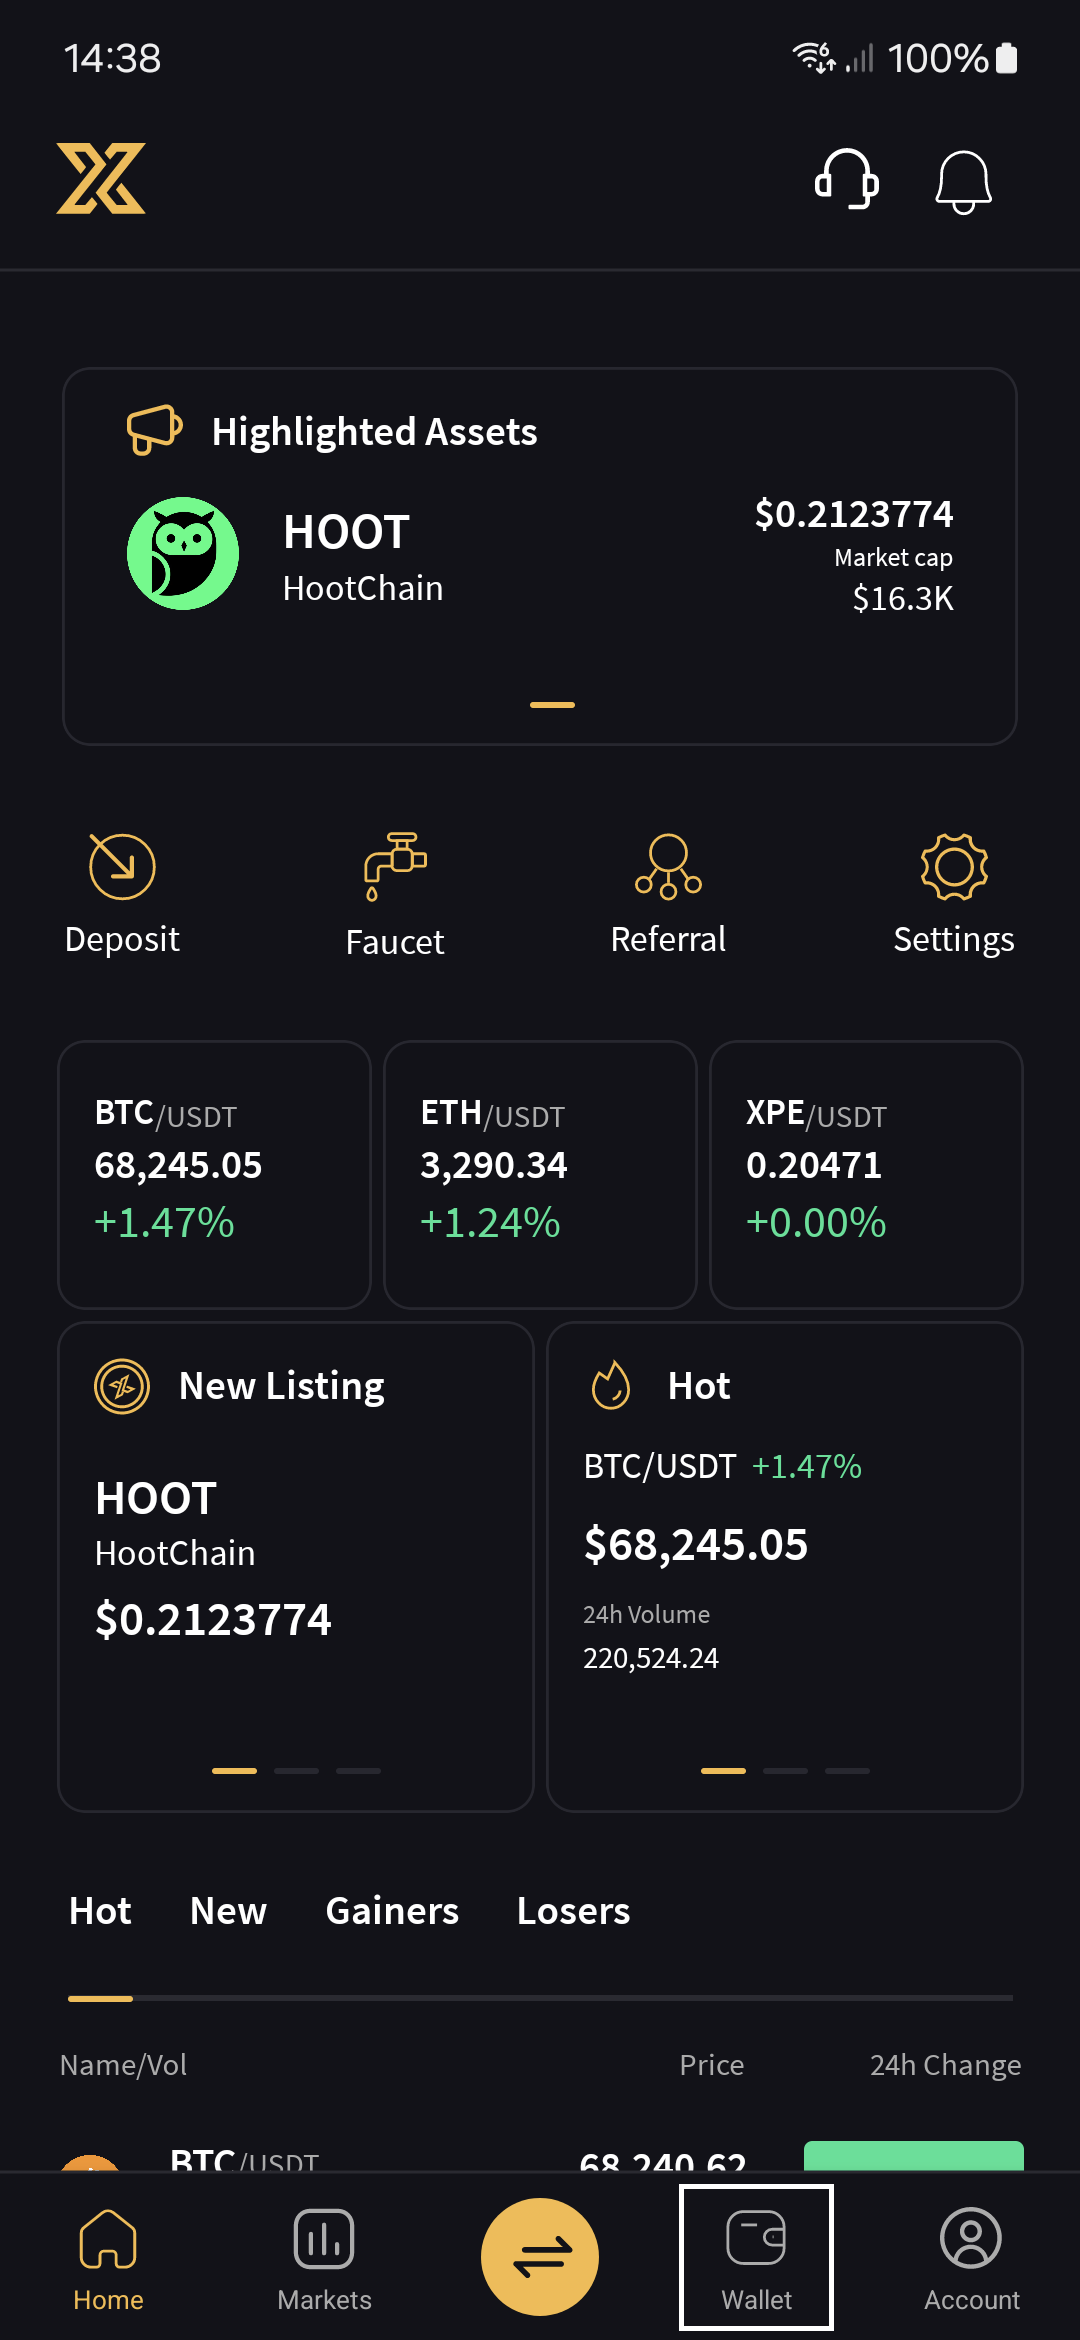 14:38
6
100%
Highlighted Assets
HOOT
$0.2123774
Market cap
HootChain
$16.3K
Deposit
Faucet
Referral
Settings
BTC/USDT
68,245.05
+1.47%
ETH/USDT
3,290.34
+1.24%
XPE/USDT
0.20471
+0.00%
New Listing
HOOT
HootChain
$0.2123774
Hot
BTC/USDT +1.47%
$68,245.05
24h Volume
220,524.24
Hot New Gainers Losers
Name/Vol Price 24h Change
BTC/USDT 68,240.62
Home
Markets
Wallet
Account